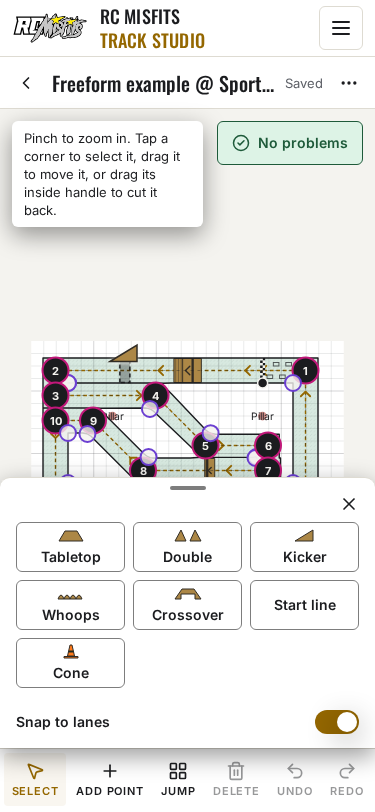 RC Misfits
RC MISFITS
TRACK STUDIO
Freeform example @ Sport...
Saved
Pinch to zoom in. Tap a
corner to select it, drag it
to move it, or drag its
inside handle to cut it
back.
No problems
2
1
3
4
10
9
llar
Pillar
5
6
8
7
Tabletop
Double
Kicker
Whoops
Crossover
Start line
Cone
Snap to lanes
SELECT
ADD POINT
JUMP
DELETE
UNDO
REDO